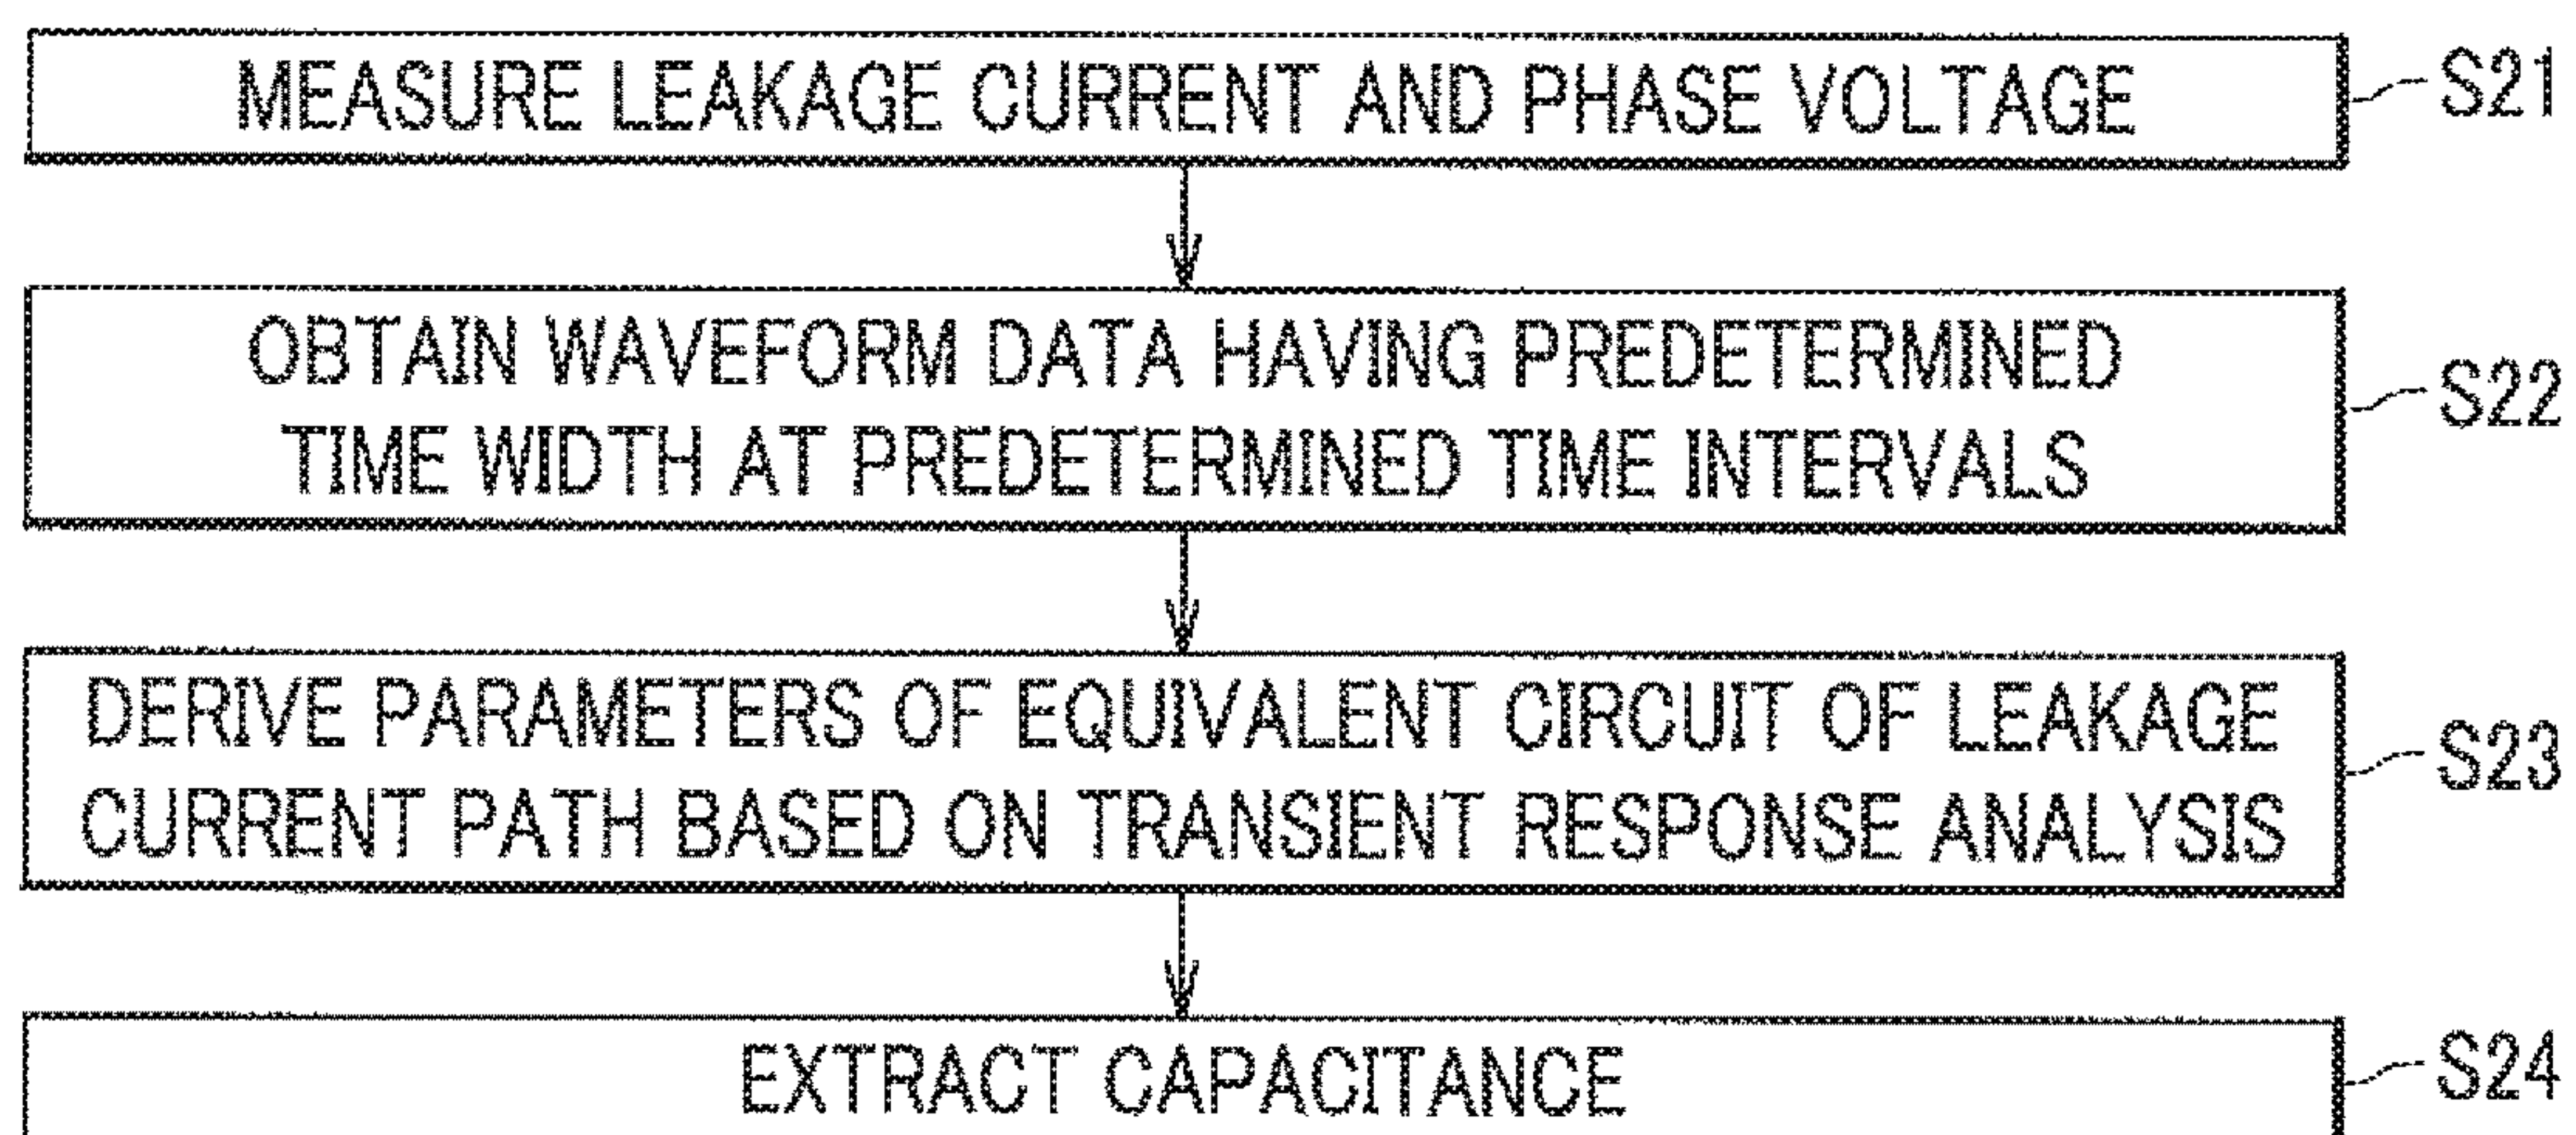 MEASURE LEAKAGE CURRENT AND PHASE VOLTAGE
S21
OBTAIN WAVEFORM DATA HAVING PREDETERMINED
TIME WIDTH AT PREDETERMINED TIME INTERVALS
S22
DERIVE PARAMETERS OF EQUIVALENT CIRCUIT OF LEAKAGE
CURRENT PATH BASED ON TRANSIENT RESPONSE ANALYSIS
S23
EXTRACT CAPACITANCE
S24